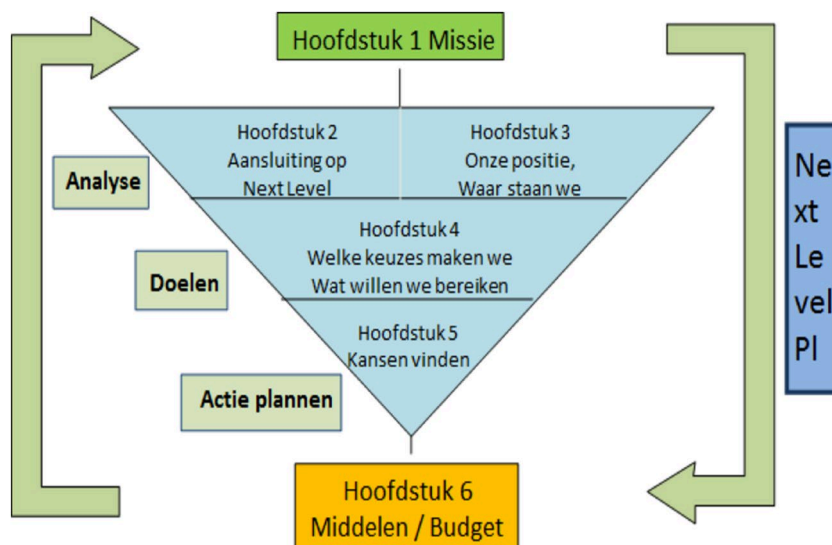 Hoofdstuk 1 Missie
Hoofdstuk 2
Aansluiting op
Next Level
Hoofdstuk 3
Onze positie,
Waar staan we
Analyse
Hoofdstuk 4
Welke keuzes maken we
Wat willen we bereiken
Doelen
Hoofdstuk 5
Kansen vinden
Actie plannen
Hoofdstuk 6
Middelen / Budget
Ne
xt
Le
vel
Pl